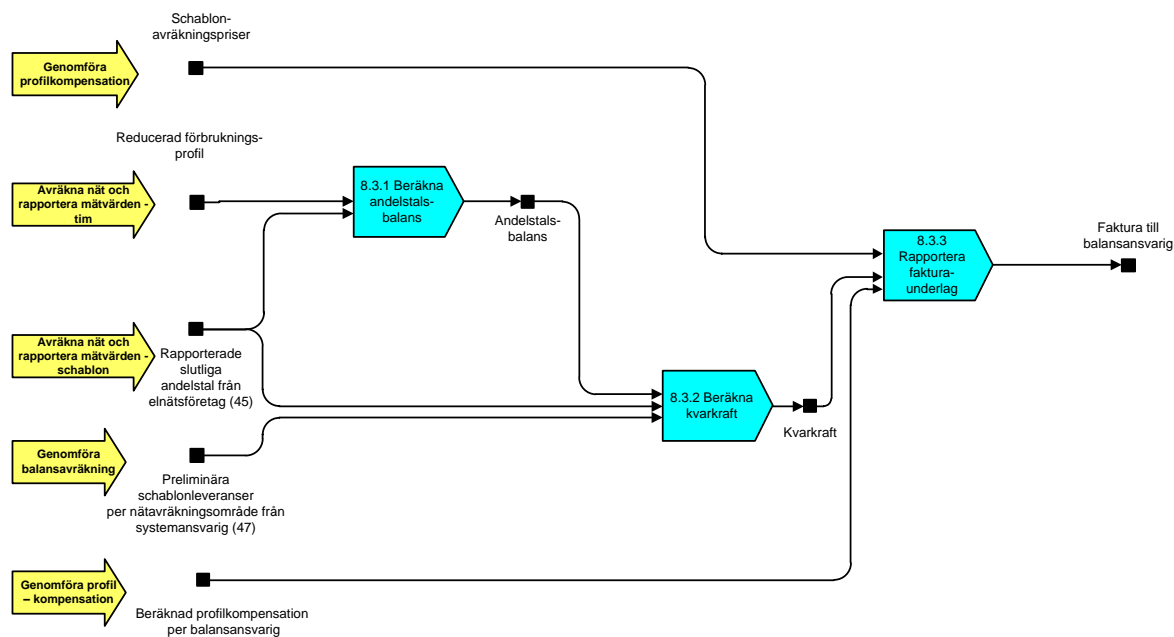 Schablon-
avräkningspriser
Genomföra
profilkompensation
Reducerad förbruknings-
profil
Avräkna nät och
rapportera mätvärden -
tim
8.3.1 Beräkna
andelstals-
balans
Andelstals-
balans
8.3.3
Rapportera
faktura-
underlag
Faktura till
balansansvarig
Avräkna nät och
rapportera mätvärden -
schablon
Rapporterade
slutliga
andelstal från
elnätsföretag (45)
8.3.2 Beräkna
kvarkraft
Kvarkraft
Genomföra
balansavräkning
Preliminära
schablonleveranser
per nätavräkningsområde från
systemansvarig (47)
Genomföra profil
– kompensation
Beräknad profilkompensation
per balansansvarig